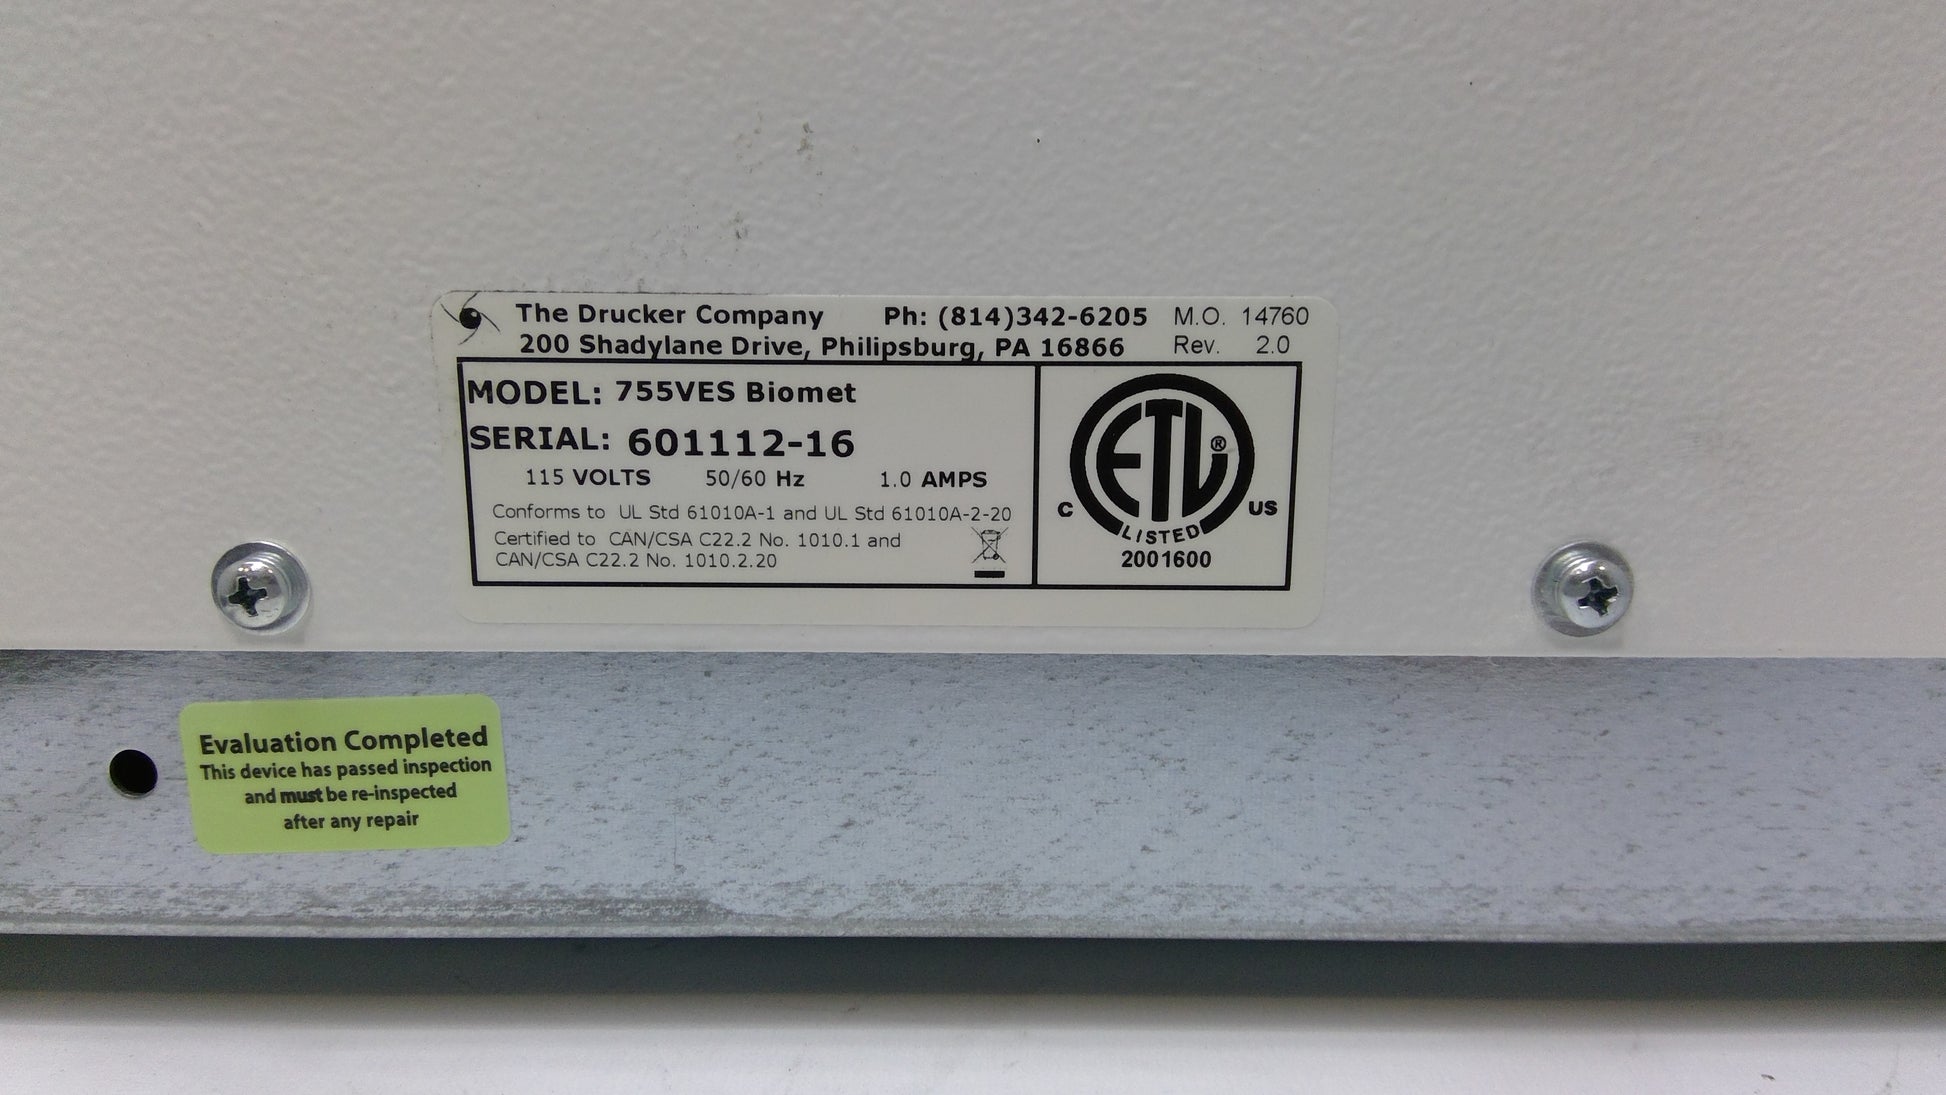 The Drucker Company Ph: (814)342-6205 M.O. 14760
200 Shadylane Drive, Philipsburg, PA 16866 Rev. 2.0
MODEL: 755VES Biomet
SERIAL: 601112-16
115 VOLTS 50/60 Hz 1.0 AMPS
Conforms to UL Std 61010A-1 and UL Std 61010A-2-20
Certified to CAN/CSA C22.2 No. 1010.1 and
CAN/CSA C22.2 No. 1010.2.20
ETL®
C US
LISTED
2001600
Evaluation Completed
This device has passed inspection
and must be re-inspected
after any repair